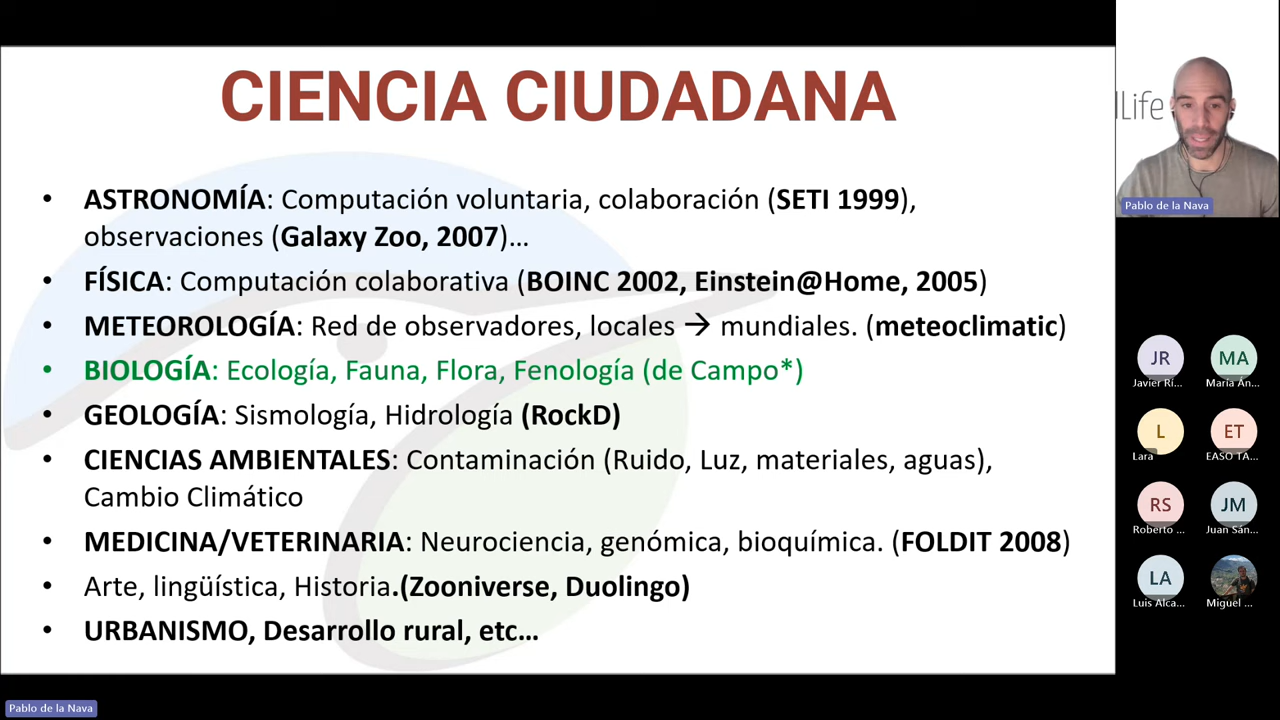 CIENCIA CIUDADANA
• ASTRONOMÍA: Computación voluntaria, colaboración (SETI 1999),
observaciones (Galaxy Zoo, 2007)…
• FÍSICA: Computación colaborativa (BOINC 2002, Einstein@Home, 2005)
• METEOROLOGÍA: Red de observadores, locales → mundiales. (meteoclimatic)
• BIOLOGÍA: Ecología, Fauna, Flora, Fenología (de Campo*)
• GEOLOGÍA: Sismología, Hidrología (RockD)
• CIENCIAS AMBIENTALES: Contaminación (Ruido, Luz, materiales, aguas),
Cambio Climático
• MEDICINA/VETERINARIA: Neurociencia, genómica, bioquímica. (FOLDIT 2008)
• Arte, lingüística, Historia.(Zooniverse, Duolingo)
• URBANISMO, Desarrollo rural, etc…
lLife
Pablo de la Nava
JR
MA
Javier Rí...
María Án...
L
ET
Lara
EASO TA...
RS
JM
Roberto ...
Juan Sán...
LA
Luis Alca...
Miguel ...
Pablo de la Nava